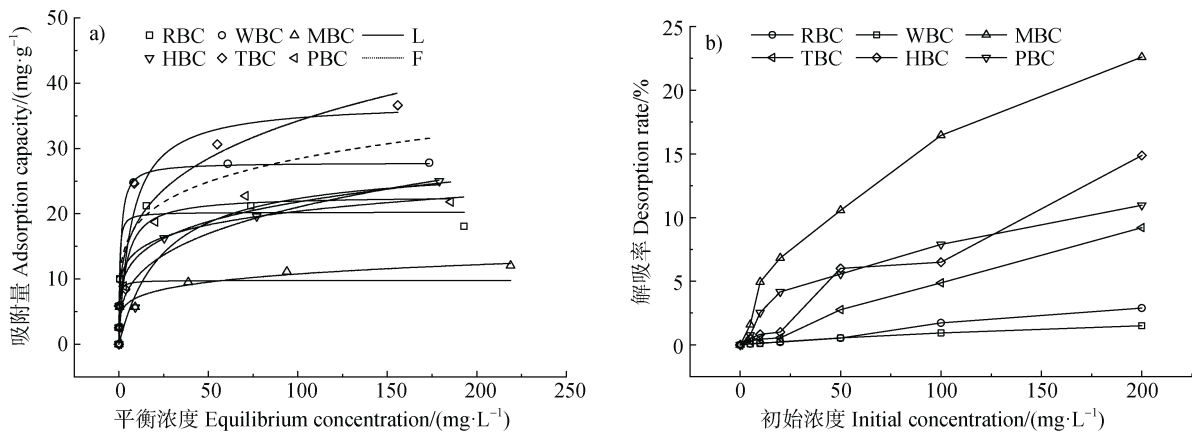 a)
RBC WBC MBC L
HBC TBC PBC F
吸附量 Adsorption capacity/(mg·g⁻¹)
50
40
30
20
10
0
0 50 100 150 200 250
平衡浓度 Equilibrium concentration/(mg·L⁻¹)
b)
RBC WBC MBC
TBC HBC PBC
解吸率 Desorption rate/%
25
20
15
10
5
0
0 50 100 150 200
初始浓度 Initial concentration/(mg·L⁻¹)